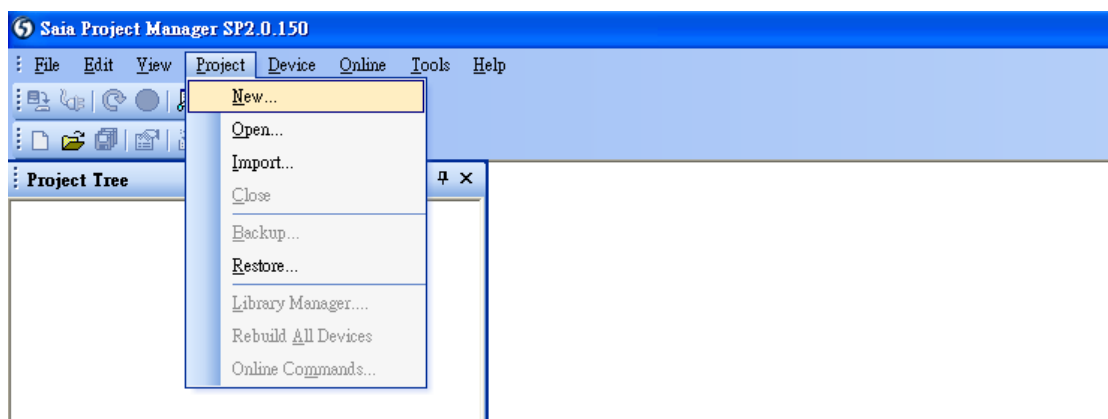 Saia Project Manager SP2.0.150
File Edit View Project Device Online Tools Help
New...
Open...
Import...
Project Tree
Close
Backup...
Restore...
Library Manager....
Rebuild All Devices
Online Commands...